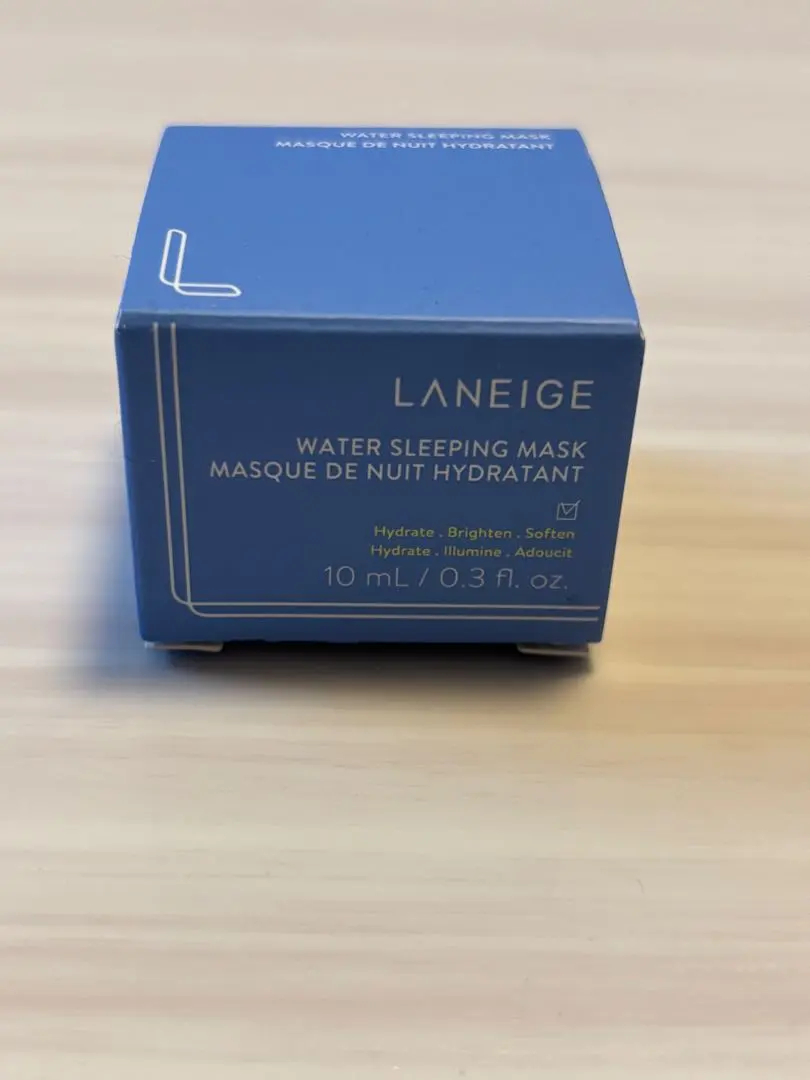 WATER SLEEPING MASK
MASQUE DE NUIT HYDRATANT
LANEIGE
WATER SLEEPING MASK
MASQUE DE NUIT HYDRATANT
Hydrate . Brighten . Soften
Hydrate . Illumine . Adoucit
10 mL / 0.3 fl. oz.